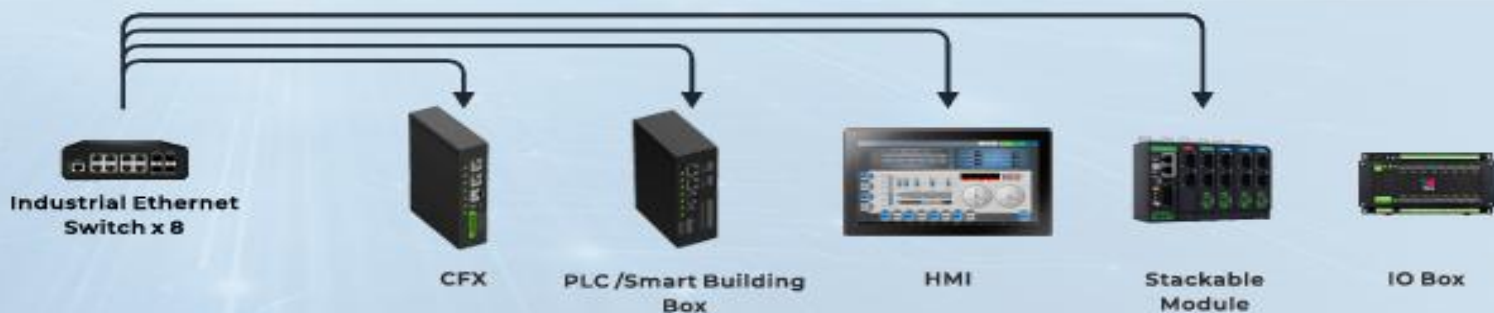 Industrial Ethernet
Switch x 8
CFX
PLC /Smart Building
Box
HMI
Stackable
Module
IO Box